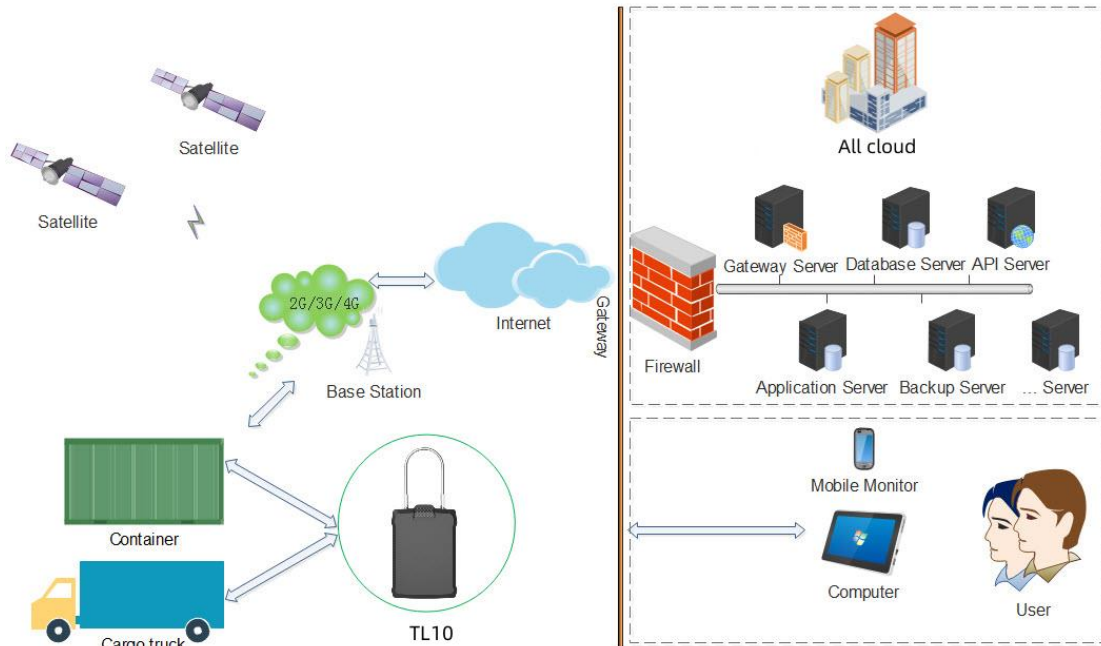 Satellite
Satellite
2G/3G/4G
Base Station
Internet
Gateway
Container
Cargo truck
TL10
All cloud
Gateway Server
Database Server
API Server
Firewall
Application Server
Backup Server
... Server
Mobile Monitor
Computer
User